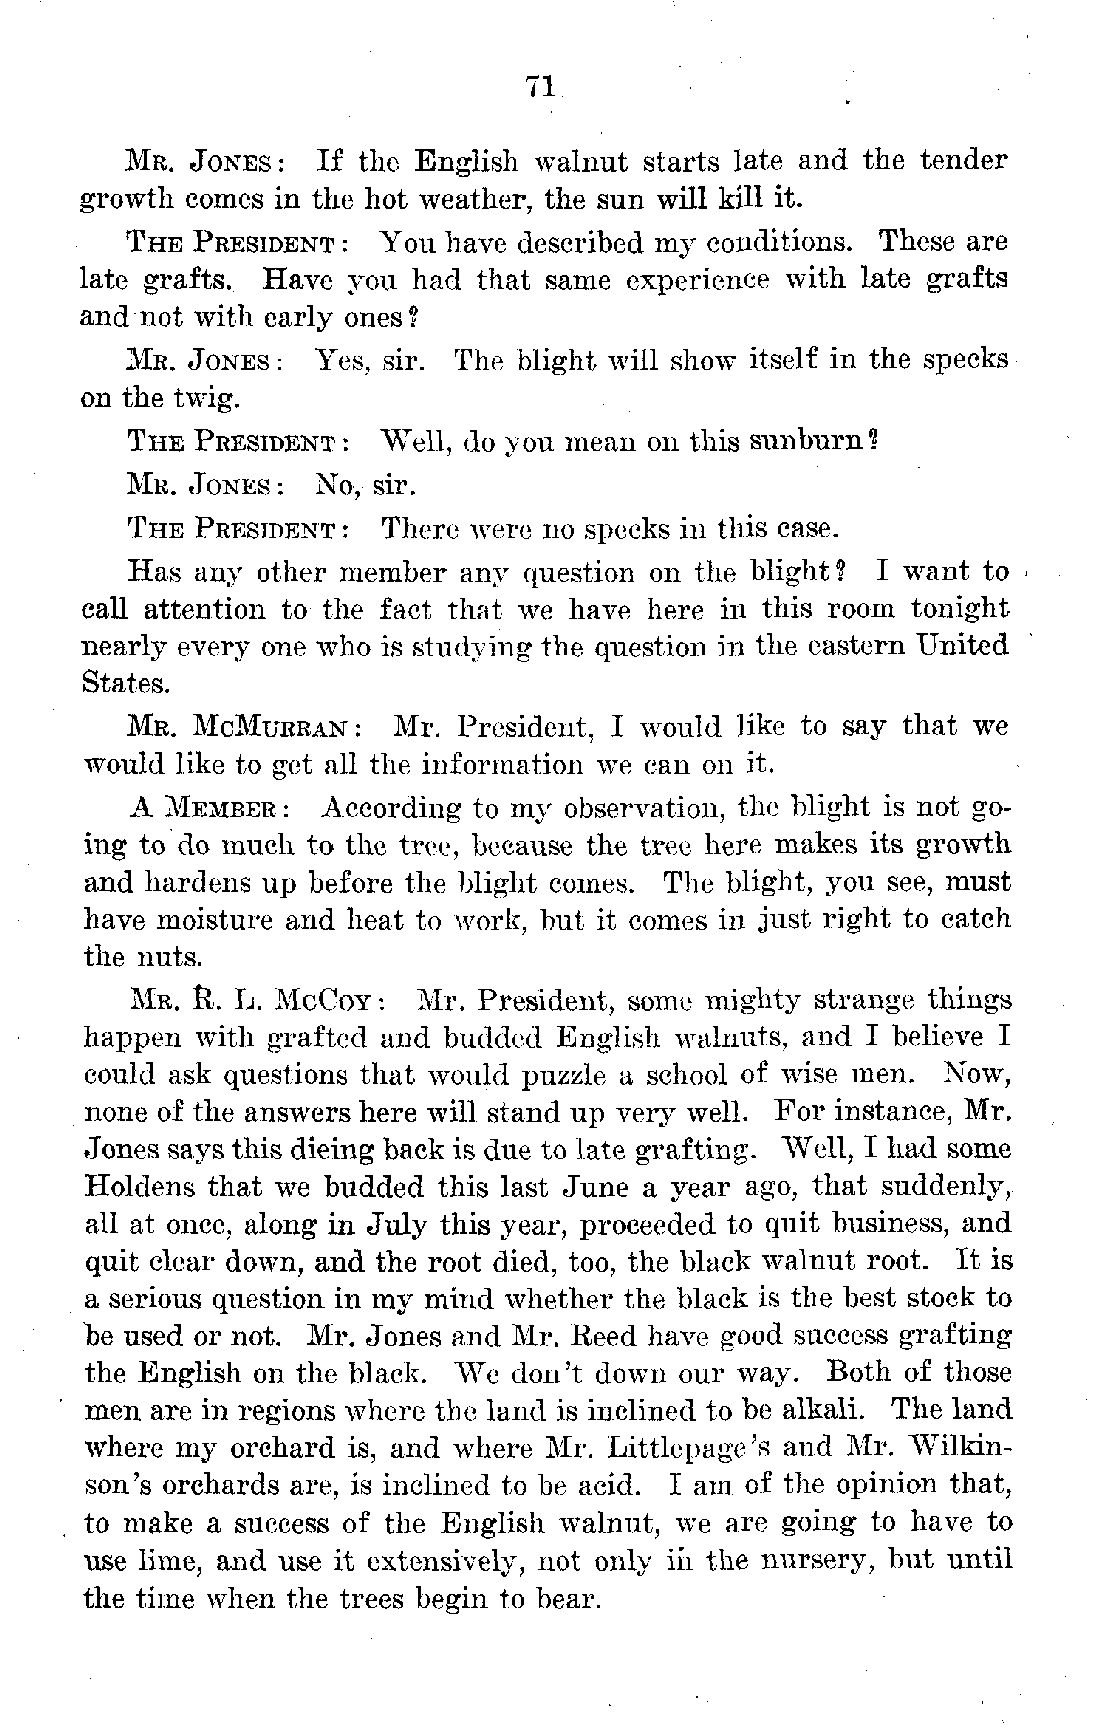 71
MR. JONES: If the English walnut starts late and the tender
growth comes in the hot weather, the sun will kill it.
THE PRESIDENT: You have described my conditions. These are
late grafts. Have you had that same experience with late grafts
and not with early ones?
MR. JONES: Yes, sir. The blight will show itself in the specks
on the twig.
THE PRESIDENT: Well, do you mean on this sunburn?
MR. JONES: No, sir.
THE PRESIDENT: There were no specks in this case.
Has any other member any question on the blight? I want to
call attention to the fact that we have here in this room tonight
nearly every one who is studying the question in the eastern United
States.
MR. MCMURRAN: Mr. President, I would like to say that we
would like to get all the information we can on it.
A MEMBER: According to my observation, the blight is not go-
ing to do much to the tree, because the tree here makes its growth
and hardens up before the blight comes. The blight, you see, must
have moisture and heat to work, but it comes in just right to catch
the nuts.
MR. R. L. MCCOY: Mr. President, some mighty strange things
happen with grafted and budded English walnuts, and I believe I
could ask questions that would puzzle a school of wise men. Now,
none of the answers here will stand up very well. For instance, Mr.
Jones says this dieing back is due to late grafting. Well, I had some
Holdens that we budded this last June a year ago, that suddenly,
all at once, along in July this year, proceeded to quit business, and
quit clear down, and the root died, too, the black walnut root. It is
a serious question in my mind whether the black is the best stock to
be used or not. Mr. Jones and Mr. Reed have good success grafting
the English on the black. We don't down our way. Both of those
men are in regions where the land is inclined to be alkali. The land
where my orchard is, and where Mr. Littlepage's and Mr. Wilkin-
son's orchards are, is inclined to be acid. I am of the opinion that,
to make a success of the English walnut, we are going to have to
use lime, and use it extensively, not only in the nursery, but until
the time when the trees begin to bear.